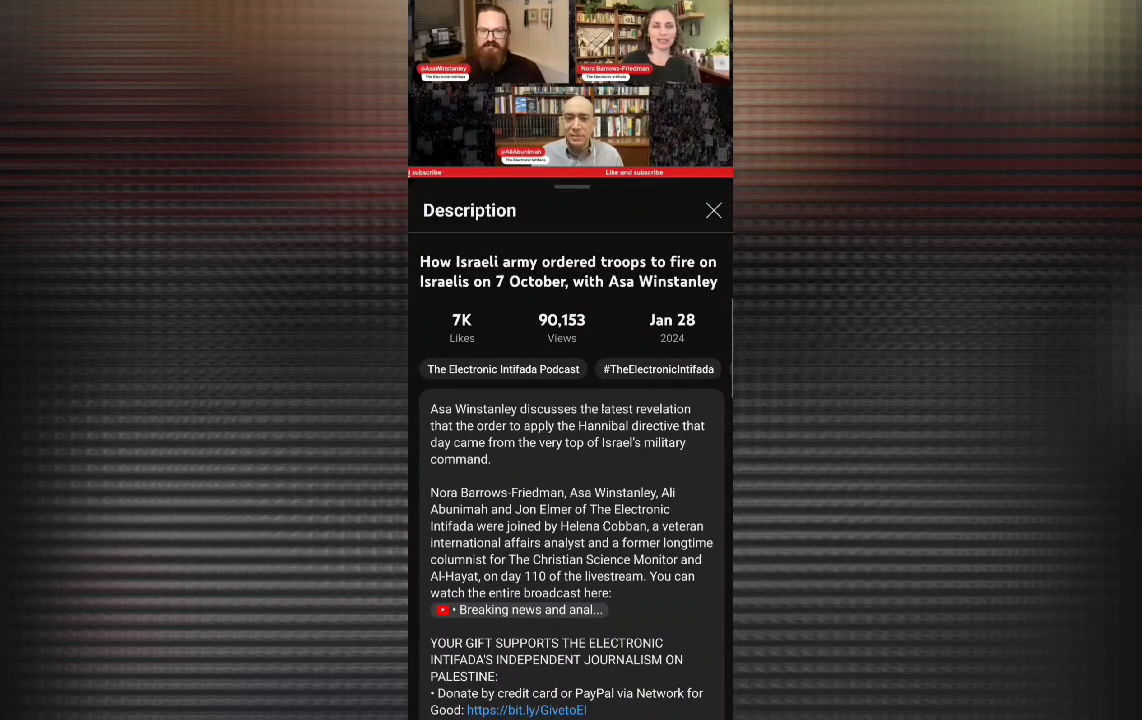 @AsaWinstanley
The Electronic Intifada
Nora Barrows-Friedman
The Electronic Intifada
@AliAbunimah
The Electronic Intifada
subscribe
Like and subscribe
Description
How Israeli army ordered troops to fire on
Israelis on 7 October, with Asa Winstanley
7K
Likes
90,153
Views
Jan 28
2024
The Electronic Intifada Podcast
#TheElectronicIntifada
Asa Winstanley discusses the latest revelation
that the order to apply the Hannibal directive that
day came from the very top of Israel's military
command.
Nora Barrows-Friedman, Asa Winstanley, Ali
Abunimah and Jon Elmer of The Electronic
Intifada were joined by Helena Cobban, a veteran
international affairs analyst and a former longtime
columnist for The Christian Science Monitor and
Al-Hayat, on day 110 of the livestream. You can
watch the entire broadcast here:
• Breaking news and anal...
YOUR GIFT SUPPORTS THE ELECTRONIC
INTIFADA'S INDEPENDENT JOURNALISM ON
PALESTINE:
• Donate by credit card or PayPal via Network for
Good: https://bit.ly/GivetoEI